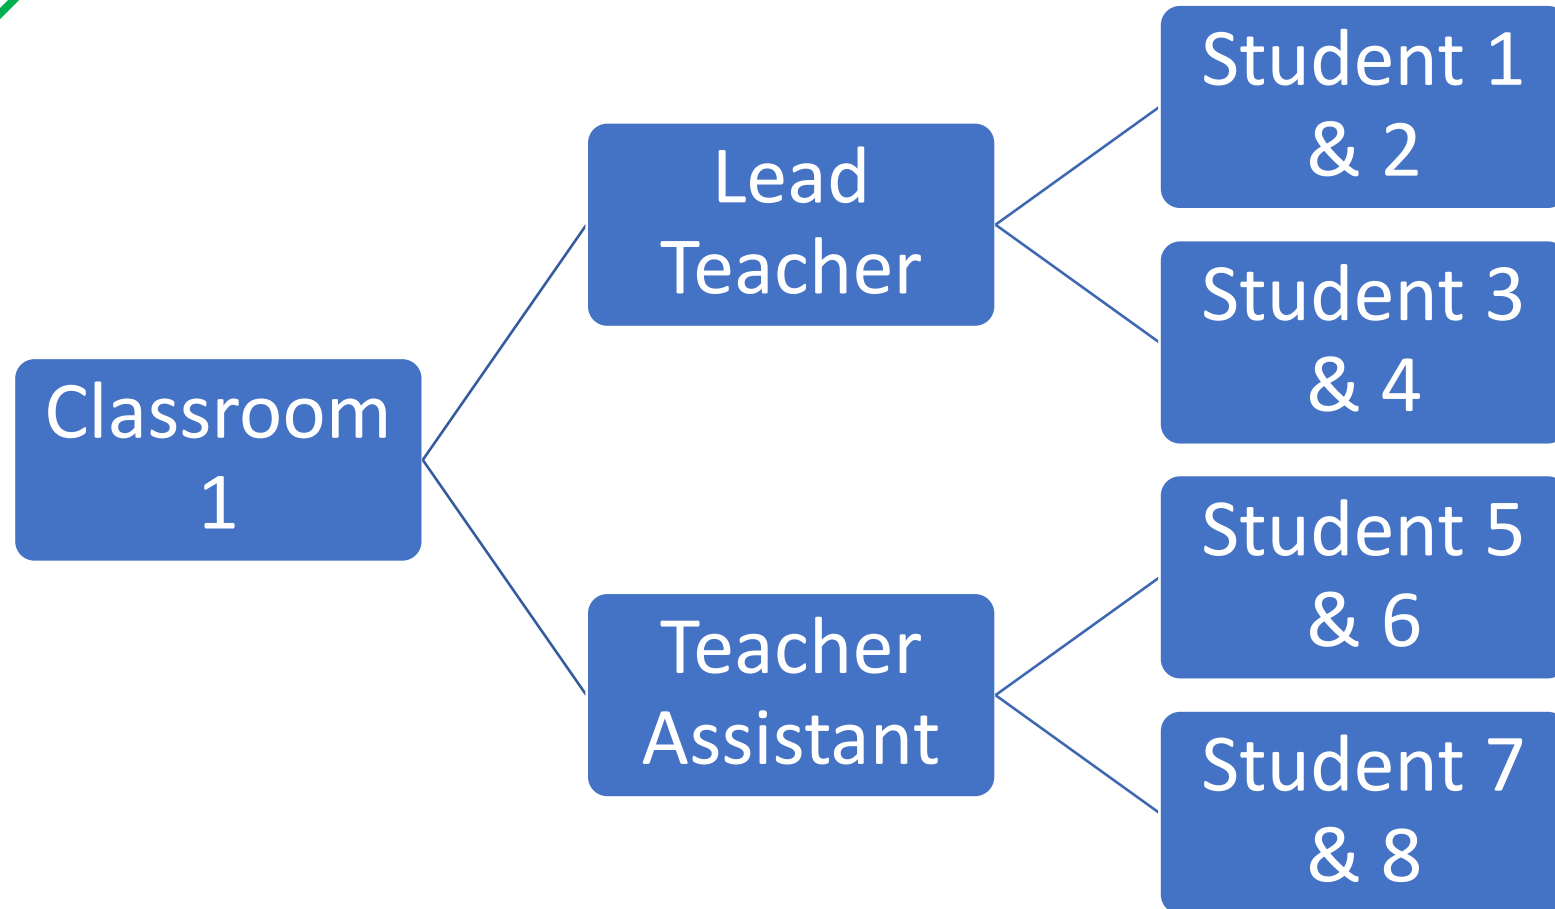 Classroom
1
Lead
Teacher
Student 1
& 2
Student 3
& 4
Teacher
Assistant
Student 5
& 6
Student 7
& 8